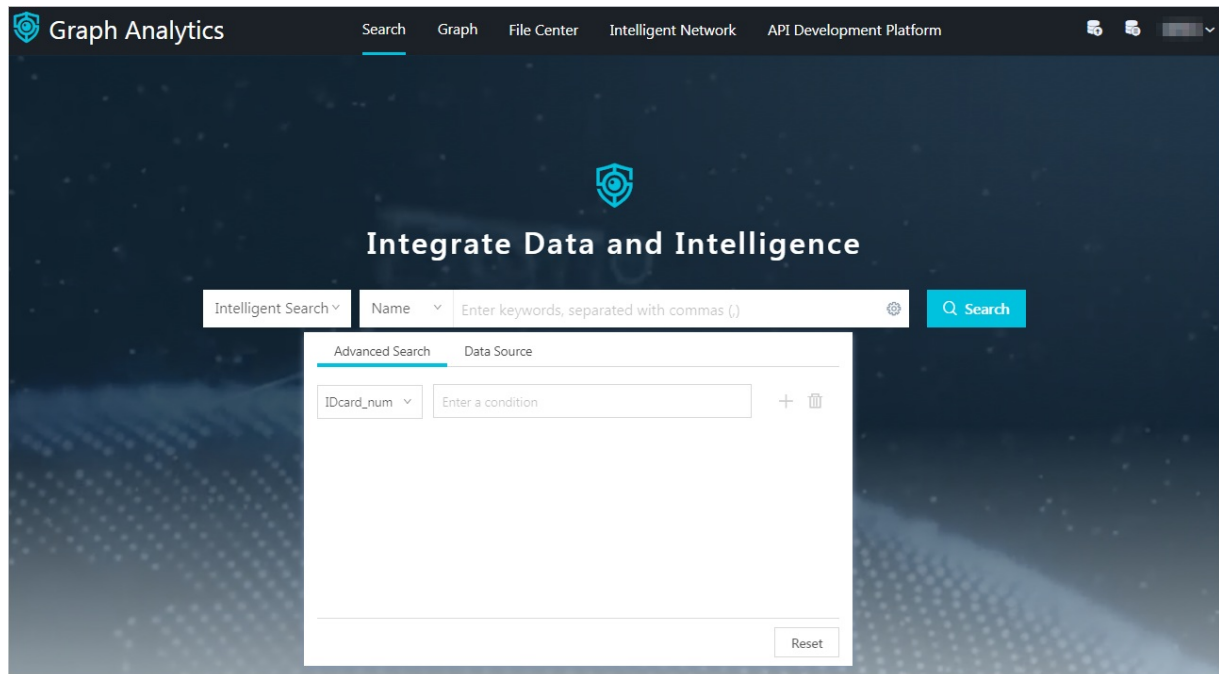 Graph Analytics Search Graph File Center Intelligent Network API Development Platform
Integrate Data and Intelligence
Intelligent Search Name Enter keywords, separated with commas (,) Search
Advanced Search Data Source
IDcard_num Enter a condition
Reset